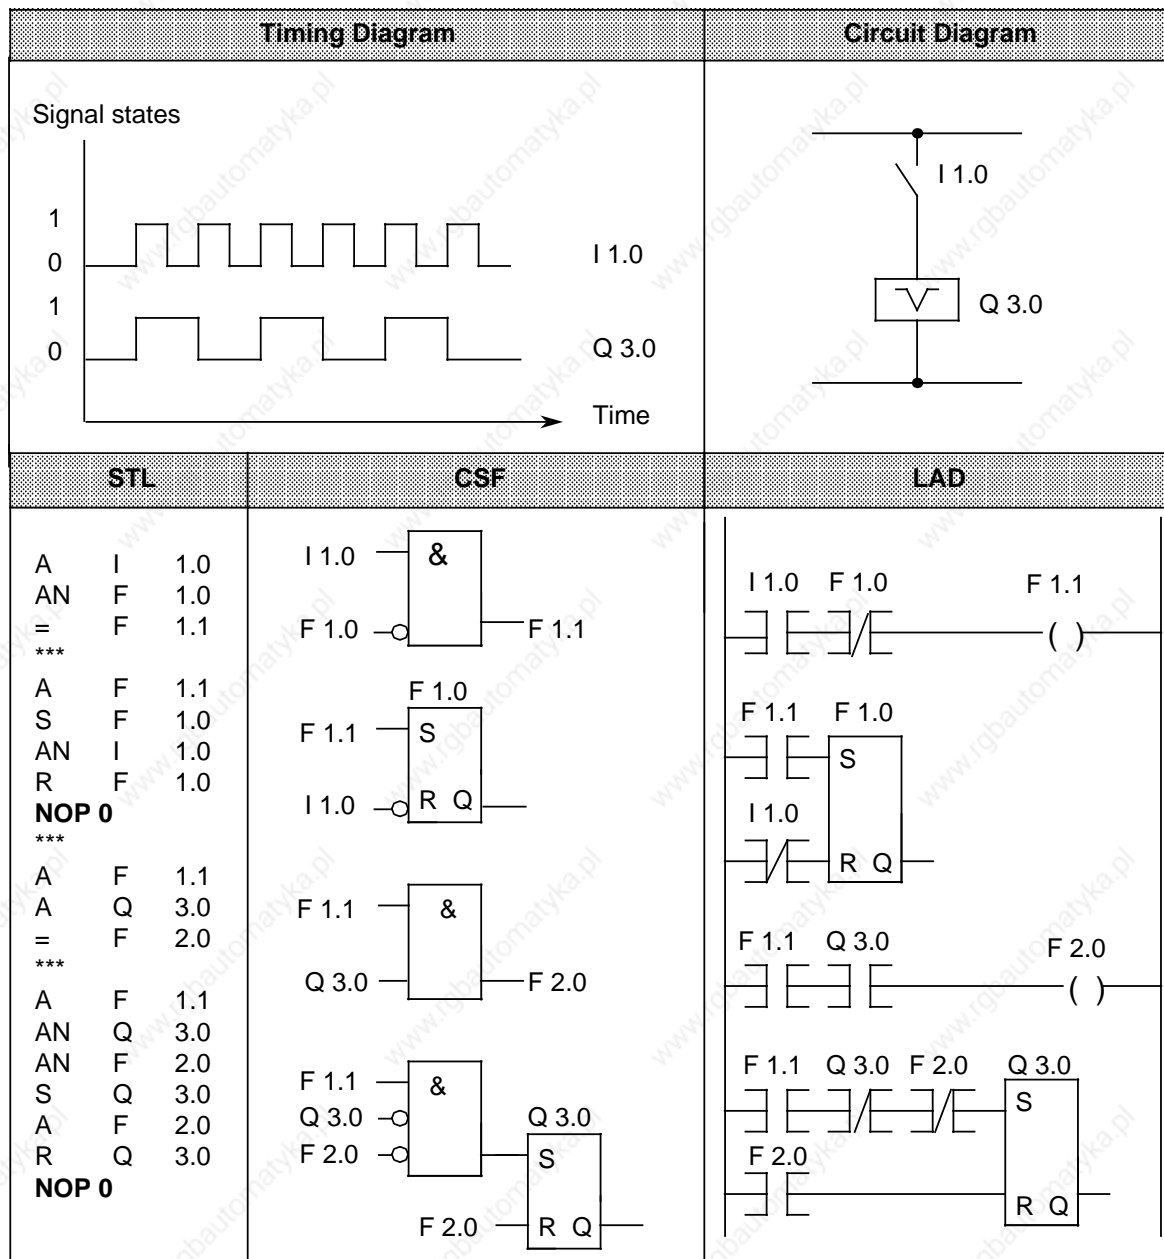 Timing Diagram
Circuit Diagram
Signal states
1
0
I 1.0
1
0
Q 3.0
Time
I 1.0
Q 3.0
STL
CSF
LAD
A I 1.0
AN F 1.0
= F 1.1
***
A F 1.1
S F 1.0
AN I 1.0
R F 1.0
NOP 0
***
A F 1.1
A Q 3.0
= F 2.0
***
A F 1.1
AN Q 3.0
AN F 2.0
S Q 3.0
A F 2.0
R Q 3.0
NOP 0
I 1.0 &
F 1.0 F 1.1
F 1.0
F 1.1 S
I 1.0 R Q
F 1.1 &
Q 3.0 F 2.0
F 1.1 &
Q 3.0 Q 3.0
F 2.0 S
F 2.0 R Q
I 1.0 F 1.0 F 1.1
( )
F 1.1 F 1.0
S
I 1.0
R Q
F 1.1 Q 3.0 F 2.0
( )
F 1.1 Q 3.0 F 2.0 Q 3.0
S
F 2.0
R Q
www.rgbautomatyka.pl